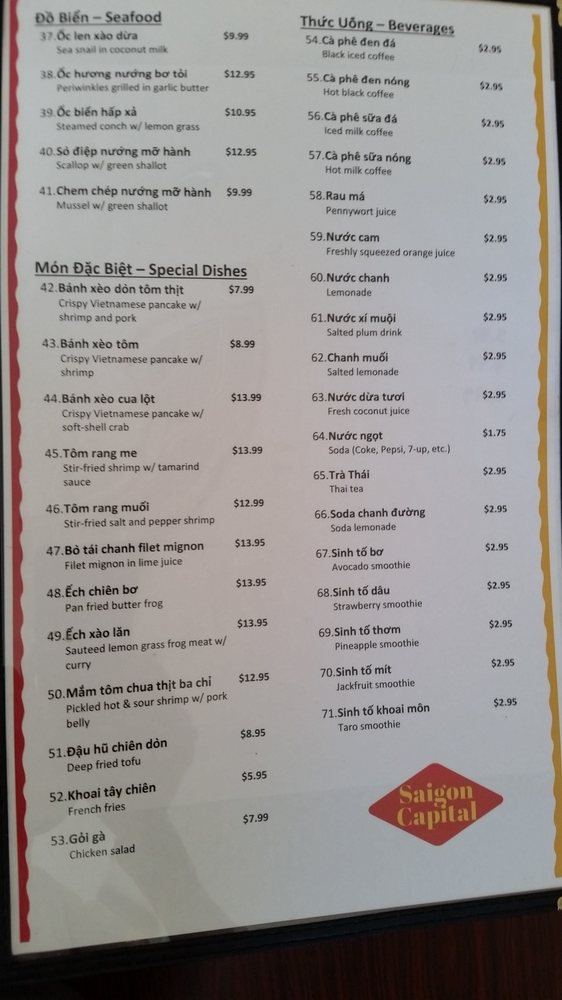 Đồ Biển – Seafood
37.Ốc len xào dừa $9.99
Sea snail in coconut milk
38.Ốc hương nướng bơ tỏi $12.95
Periwinkles grilled in garlic butter
39.Ốc biển hấp xả $10.95
Steamed conch w/ lemon grass
40.Sò điệp nướng mỡ hành $12.95
Scallop w/ green shallot
41.Chem chép nướng mỡ hành $9.99
Mussel w/ green shallot
Món Đặc Biệt – Special Dishes
42.Bánh xèo dòn tôm thịt $7.99
Crispy Vietnamese pancake w/
shrimp and pork
43.Bánh xèo tôm $8.99
Crispy Vietnamese pancake w/
shrimp
44.Bánh xèo cua lột $13.99
Crispy Vietnamese pancake w/
soft-shell crab
45.Tôm rang me $13.99
Stir-fried shrimp w/ tamarind
sauce
46.Tôm rang muối $12.99
Stir-fried salt and pepper shrimp
47.Bò tái chanh filet mignon $13.95
Filet mignon in lime juice
48.Ếch chiên bơ $13.95
Pan fried butter frog
49.Ếch xào lăn $13.95
Sauteed lemon grass frog meat w/
curry
50.Mắm tôm chua thịt ba chỉ $12.95
Pickled hot & sour shrimp w/ pork
belly
51.Đậu hũ chiên dòn $8.95
Deep fried tofu
52.Khoai tây chiên $5.95
French fries
53.Gỏi gà $7.99
Chicken salad
Thức Uống – Beverages
54.Cà phê đen đá $2.95
Black iced coffee
55.Cà phê đen nóng $2.95
Hot black coffee
56.Cà phê sữa đá $2.95
Iced milk coffee
57.Cà phê sữa nóng $2.95
Hot milk coffee
58.Rau má $2.95
Pennywort juice
59.Nước cam $2.95
Freshly squeezed orange juice
60.Nước chanh $2.95
Lemonade
61.Nước xí muội $2.95
Salted plum drink
62.Chanh muối $2.95
Salted lemonade
63.Nước dừa tươi $2.95
Fresh coconut juice
64.Nước ngọt $1.75
Soda (Coke, Pepsi, 7-up, etc.)
65.Trà Thái $2.95
Thai tea
66.Soda chanh đường $2.95
Soda lemonade
67.Sinh tố bơ $2.95
Avocado smoothie
68.Sinh tố dâu $2.95
Strawberry smoothie
69.Sinh tố thơm $2.95
Pineapple smoothie
70.Sinh tố mít $2.95
Jackfruit smoothie
71.Sinh tố khoai môn $2.95
Taro smoothie
Saigon
Capital